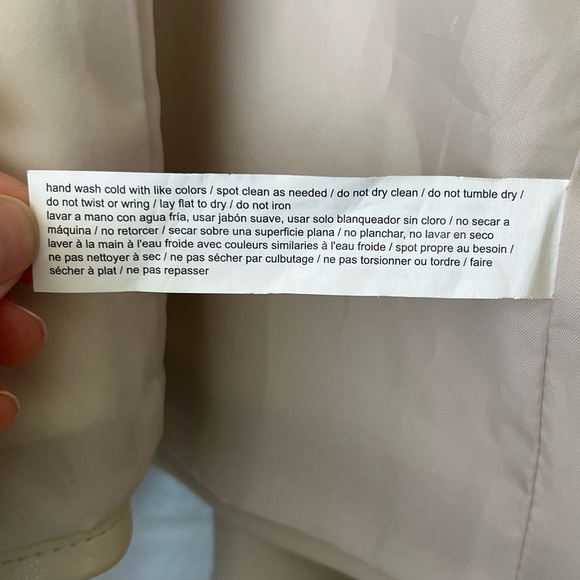 hand wash cold with like colors / spot clean as needed / do not dry clean / do not tumble dry /
do not twist or wring / lay flat to dry / do not iron
lavar a mano con agua fría, usar jabón suave, usar solo blanqueador sin cloro / no secar a
máquina / no retorcer / secar sobre una superficie plana / no planchar, no lavar en seco
laver à la main à l'eau froide avec couleurs similaries à l'eau froide / spot propre au besoin /
ne pas nettoyer à sec / ne pas sécher par culbutage / ne pas torsionner ou tordre / faire
sécher à plat / ne pas repasser